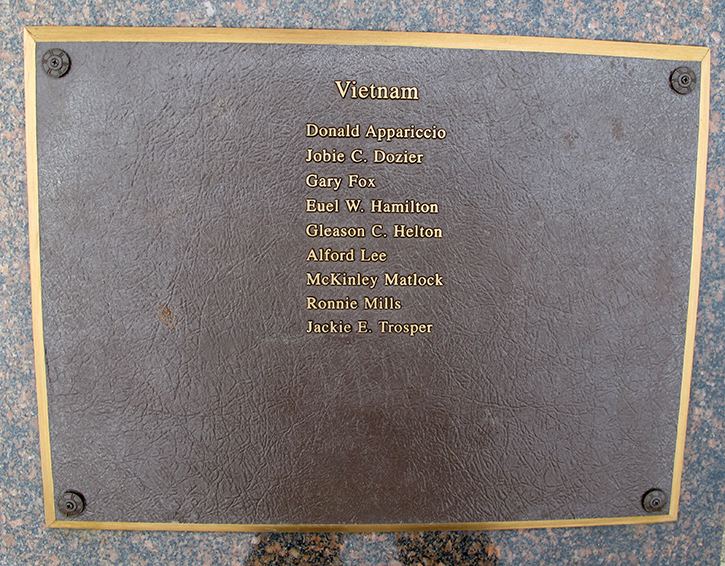 Vietnam
Donald Appariccio
Jobie C. Dozier
Gary Fox
Euel W. Hamilton
Gleason C. Helton
Alford Lee
McKinley Matlock
Ronnie Mills
Jackie E. Trosper